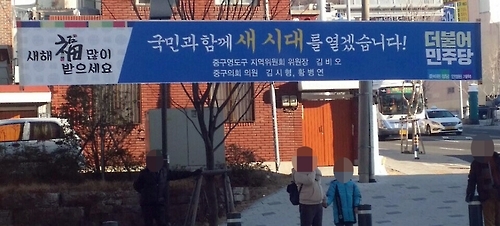 새해 福 많이
받으세요
국민과 함께 새 시대를 열겠습니다!
중구영도구 지역위원회 위원장 김비오
중구의회 의원 김시형, 황병연
더불어
민주당